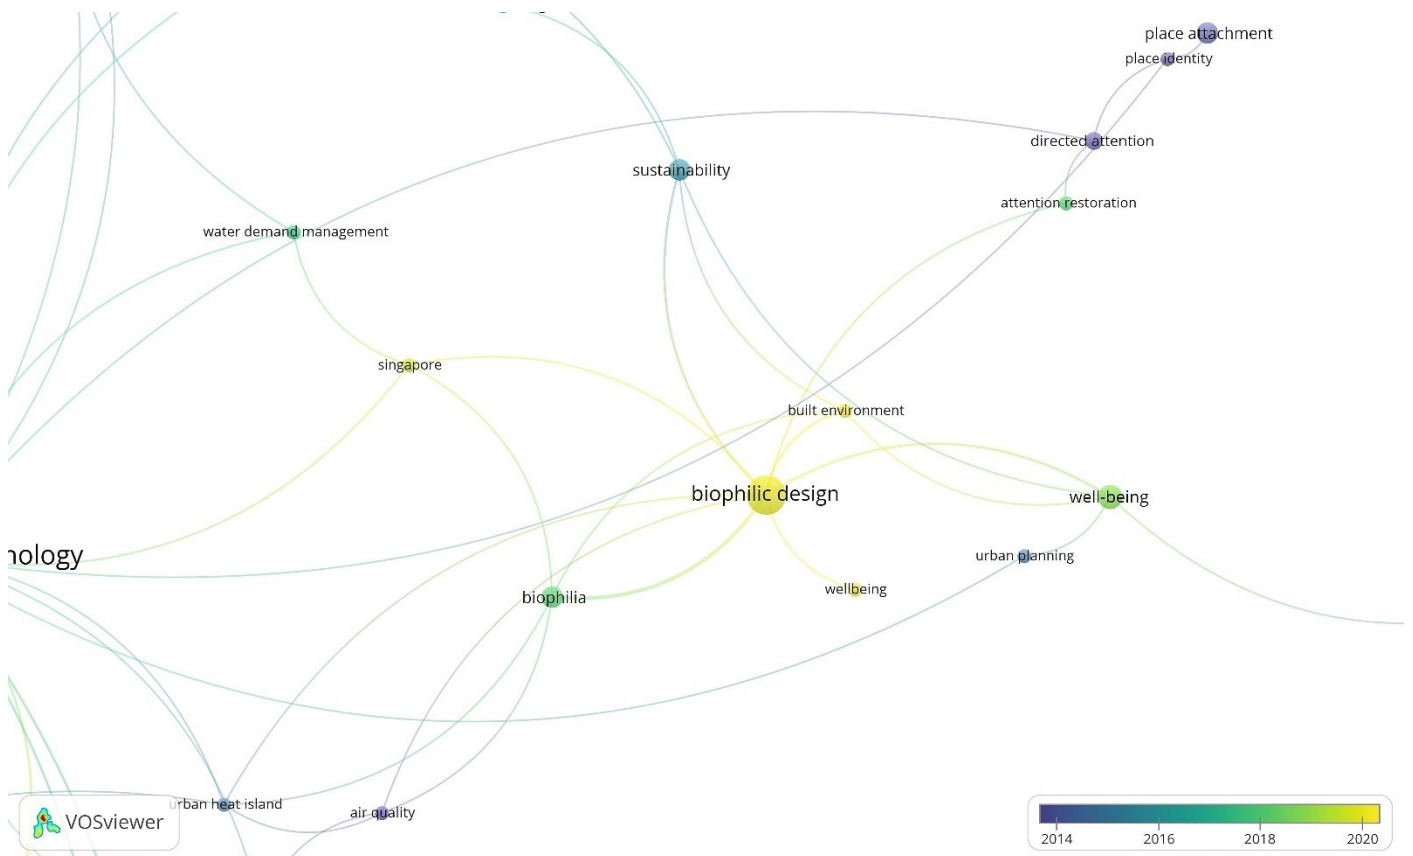 place attachment
place identity
directed attention
sustainability
attention restoration
water demand management
singapore
built environment
biophilic design
well-being
nology
urban planning
wellbeing
biophilia
urban heat island
air quality
VOSviewer
2014 2016 2018 2020